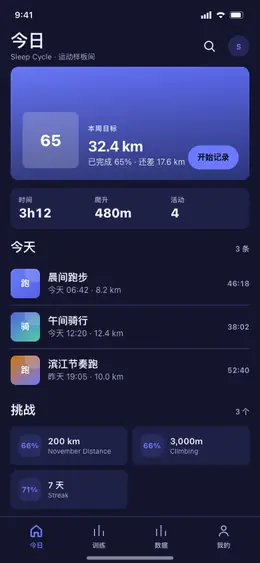 9:41
今日
Sleep Cycle · 运动样板间
S
65
本周目标
32.4 km
已完成 65% · 还差 17.6 km
开始记录
时间
爬升
活动
3h12
480m
4
今天
3 条
跑
晨间跑步
今天 06:42 · 8.2 km
46:18
骑
午间骑行
今天 12:20 · 12.4 km
38:02
跑
滨江节奏跑
昨天 19:05 · 10.0 km
52:40
挑战
3 个
66%
200 km
November Distance
66%
3,000m
Climbing
71%
7 天
Streak
今日
训练
数据
我的